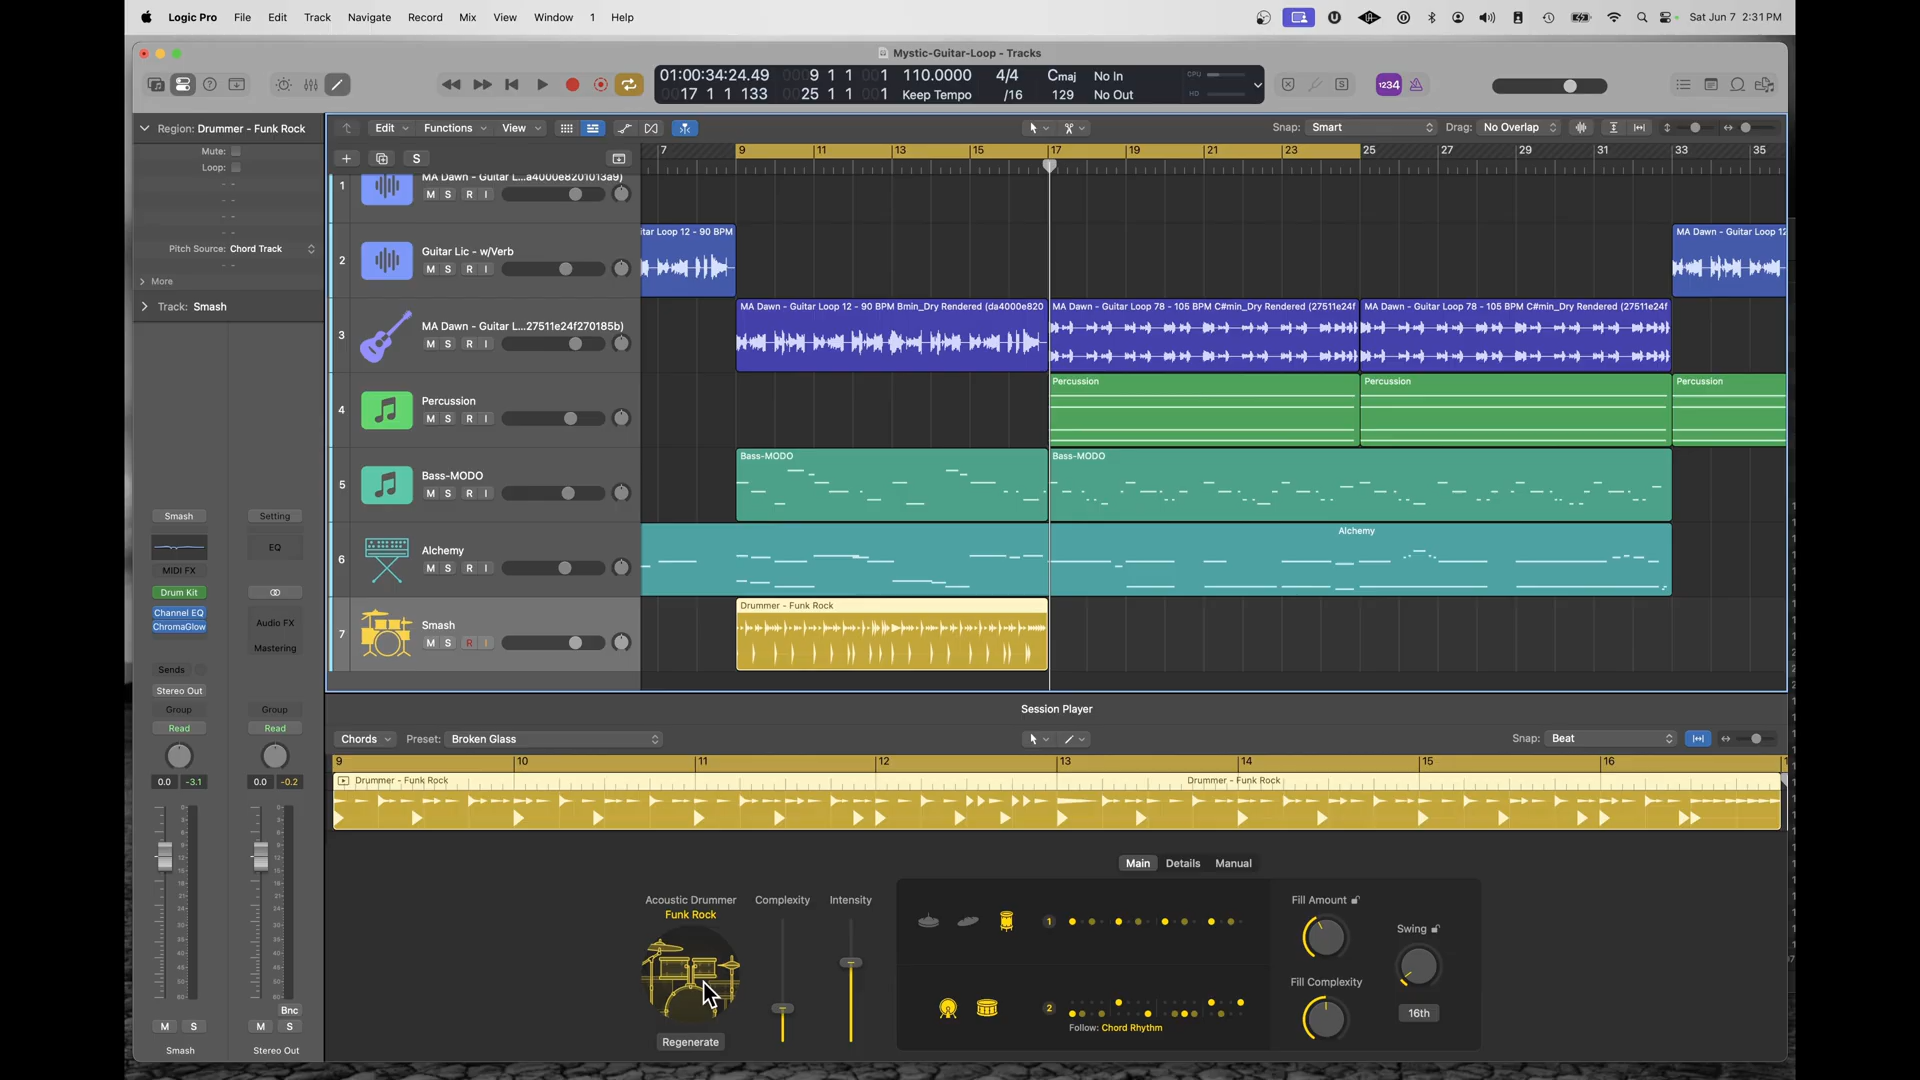 Logic Pro File Edit Track Navigate Record Mix View Window 1 Help
Sat Jun 7 2:31 PM
Mystic-Guitar-Loop - Tracks
01:00:34:24.49 9 1 1 1 110.0000 4/4 Cmaj No In CPU
17 1 1 133 25 1 1 1 Keep Tempo /16 129 No Out HD
1234
Region: Drummer - Funk Rock
Mute:
Loop:
Pitch Source: Chord Track
More
Track: Smash
Edit Functions View
Snap: Smart Drag: No Overlap
S
7 9 11 13 15 17 19 21 23 25 27 29 31 33 35
1 MA Dawn - Guitar L...a4000e8201013a9)
M S R I
2 Guitar Lic - w/Verb
M S R I
itar Loop 12 - 90 BPM
MA Dawn - Guitar Loop 12
3 MA Dawn - Guitar L...27511e24f270185b)
M S R I
MA Dawn - Guitar Loop 12 - 90 BPM Bmin_Dry Rendered (da4000e820
MA Dawn - Guitar Loop 78 - 105 BPM C#min_Dry Rendered (27511e24f
MA Dawn - Guitar Loop 78 - 105 BPM C#min_Dry Rendered (27511e24f
4 Percussion
M S R I
Percussion Percussion Percussion
5 Bass-MODO
M S R I
Bass-MODO Bass-MODO
6 Alchemy
M S R I
Alchemy
7 Smash
M S R I
Drummer - Funk Rock
Smash Setting
EQ
MIDI FX
Drum Kit
Channel EQ
ChromaGlow
Audio FX
Mastering
Sends
Stereo Out
Group Group
Read Read
0.0 -3.1 0.0 -0.2
Bnc
M S M S
Smash Stereo Out
Session Player
Chords Preset: Broken Glass
Snap: Beat
9 10 11 12 13 14 15 16 1
Drummer - Funk Rock Drummer - Funk Rock
Main Details Manual
Acoustic Drummer
Funk Rock
Complexity Intensity
Regenerate
1
2
Follow: Chord Rhythm
Fill Amount
Fill Complexity
Swing
16th